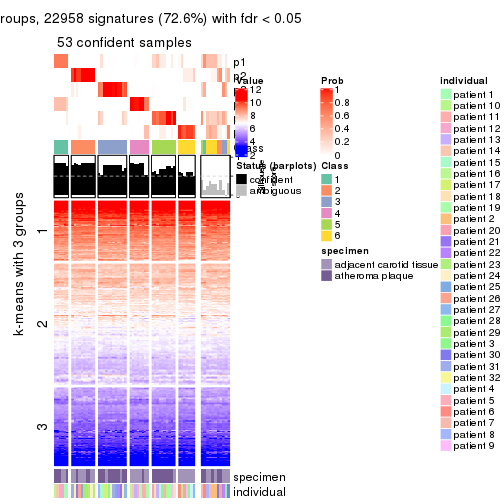 roups, 22958 signatures (72.6%) with fdr < 0.05
53 confident samples
p1
p2
Value
12
10
8
6
4
2
Prob
1
0.8
0.6
0.4
0.2
0
Status (barplots)
confident
ambiguous
Class
1
2
3
4
5
6
specimen
adjacent carotid tissue
atheroma plaque
individual
patient 1
patient 10
patient 11
patient 12
patient 13
patient 14
patient 15
patient 16
patient 17
patient 18
patient 19
patient 2
patient 20
patient 21
patient 22
patient 23
patient 24
patient 25
patient 26
patient 27
patient 28
patient 29
patient 3
patient 30
patient 31
patient 32
patient 4
patient 5
patient 6
patient 7
patient 8
patient 9
k-means with 3 groups
1
2
3
specimen
individual